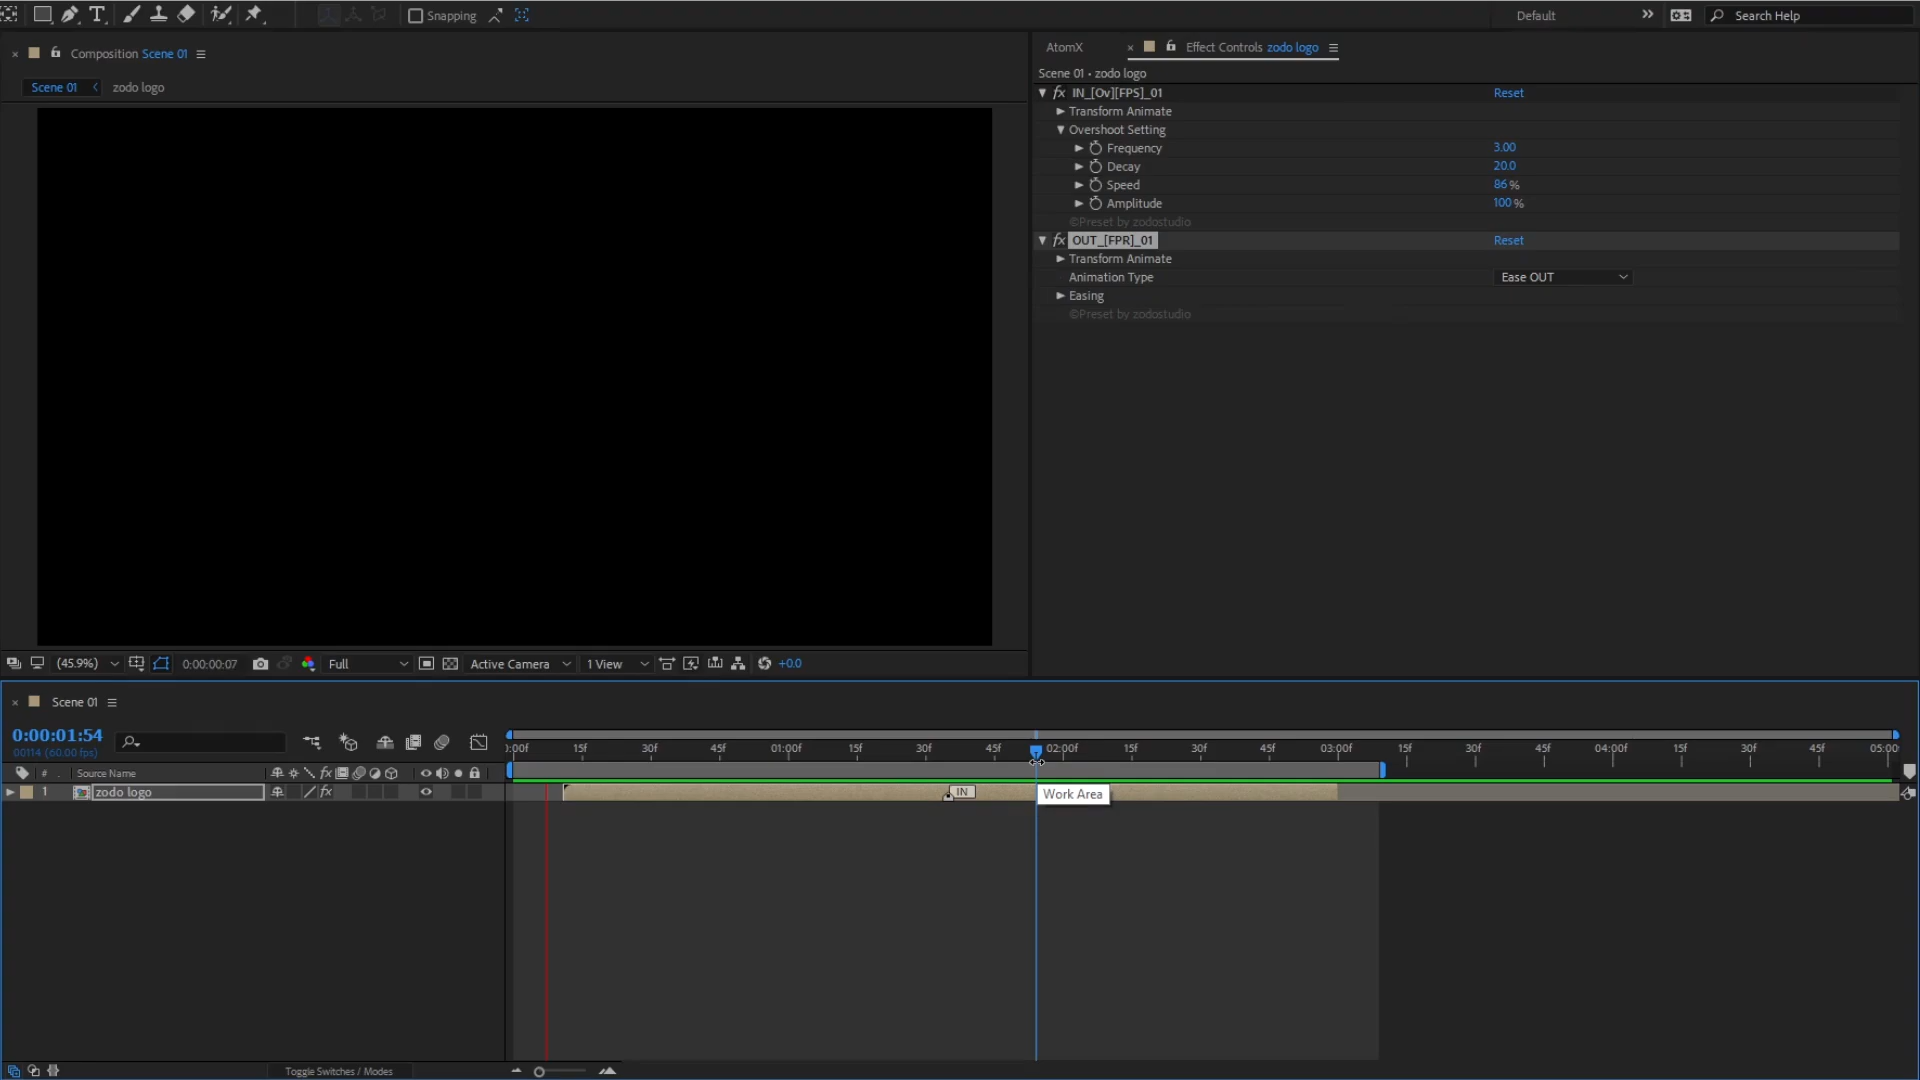 Snapping
Default
Search Help
Composition Scene 01
AtomX
Effect Controls zodo logo
Scene 01 • zodo logo
Scene 01
zodo logo
fx IN_[Ov][FPS]_01
Reset
Transform Animate
Overshoot Setting
Frequency
3.00
Decay
20.0
Speed
86 %
Amplitude
100 %
©Preset by zodostudio
fx OUT_[FPR]_01
Reset
Transform Animate
Animation Type
Ease OUT
Easing
©Preset by zodostudio
(45.9%)
0:00:00:07
Full
Active Camera
1 View
+0.0
Scene 01
0:00:01:54
00114 (60.00 fps)
:00f 15f 30f 45f 01:00f 15f 30f 45f 02:00f 15f 30f 45f 03:00f 15f 30f 45f 04:00f 15f 30f 45f 05:00
# . Source Name
fx
1 zodo logo
fx
IN
Work Area
Toggle Switches / Modes